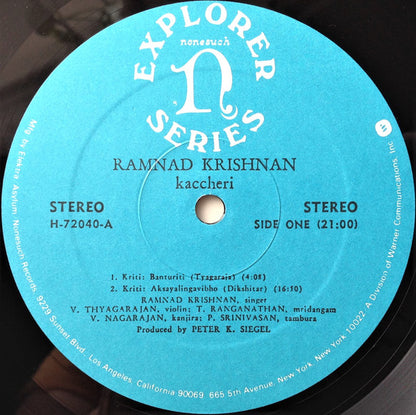 EXPLORER
nonesuch
n
SERIES
RAMNAD KRISHNAN
kaccheri
STEREO
H-72040-A
STEREO
SIDE ONE (21:00)
1. Kriti: Banturiti (Tyagaraja) (4:08)
2. Kriti: Aksayalingavibho (Dikshitar) (16:50)
RAMNAD KRISHNAN, singer
V. THYAGARAJAN, violin; T. RANGANATHAN, mridangam
V. NAGARAJAN, kanjira; P. SRINIVASAN, tambura
Produced by PETER K. SIEGEL
Mfg by Elektra Asylum Nonesuch Records, 9229 Sunset Blvd., Los Angeles, California 90069 665 5th Avenue, New York, New York 10022 A Division of Warner Communications, Inc.